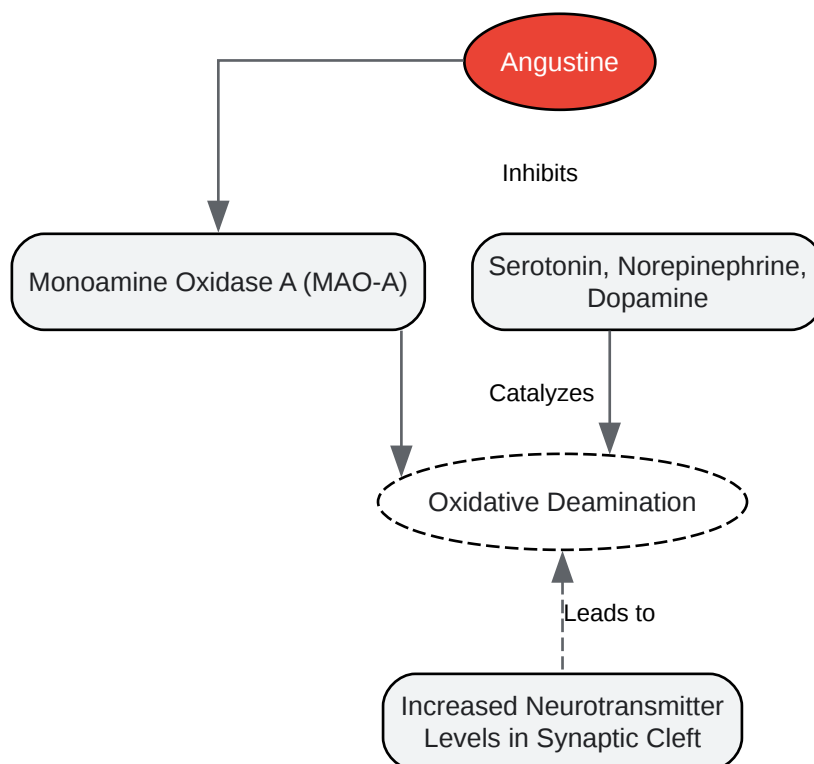 Angustine
Inhibits
Monoamine Oxidase A (MAO-A)
Serotonin, Norepinephrine,
Dopamine
Catalyzes
Oxidative Deamination
Leads to
Increased Neurotransmitter
Levels in Synaptic Cleft